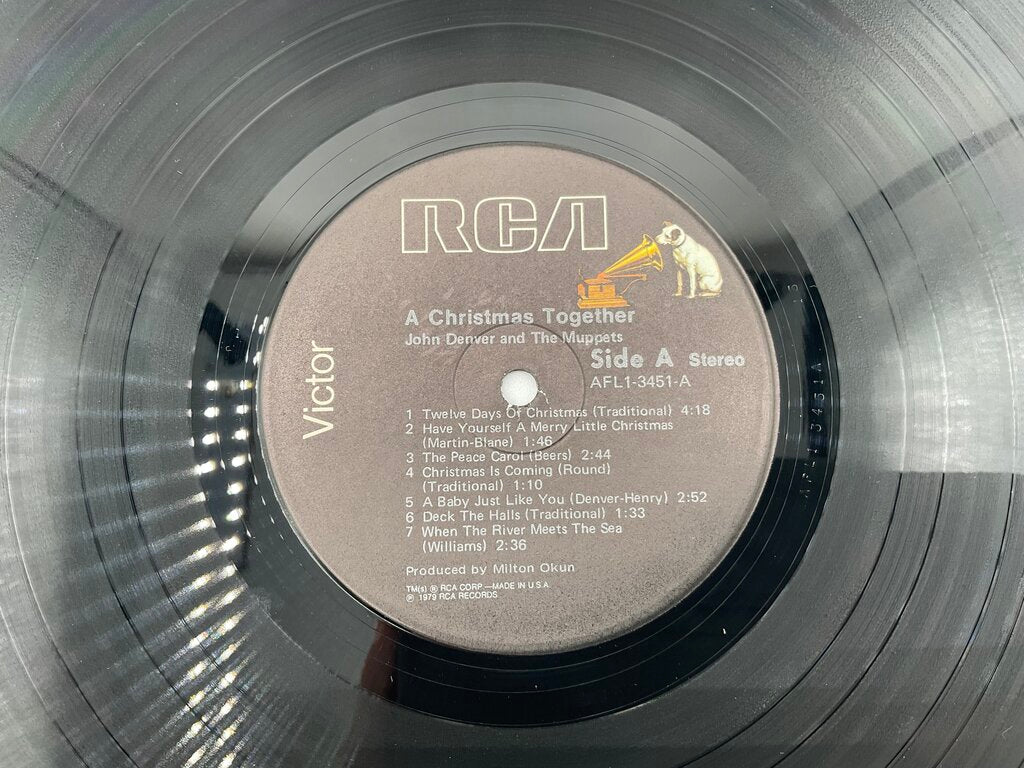 RCA
Victor
A Christmas Together
John Denver and The Muppets
Side A Stereo
AFL1-3451-A
1 Twelve Days Of Christmas (Traditional) 4:18
2 Have Yourself A Merry Little Christmas
(Martin-Blane) 1:46
3 The Peace Carol (Beers) 2:44
4 Christmas Is Coming (Round)
(Traditional) 1:10
5 A Baby Just Like You (Denver-Henry) 2:52
6 Deck The Halls (Traditional) 1:33
7 When The River Meets The Sea
(Williams) 2:36
Produced by Milton Okun
TM(s) ® RCA CORP.—MADE IN U.S.A.
℗ 1979 RCA RECORDS